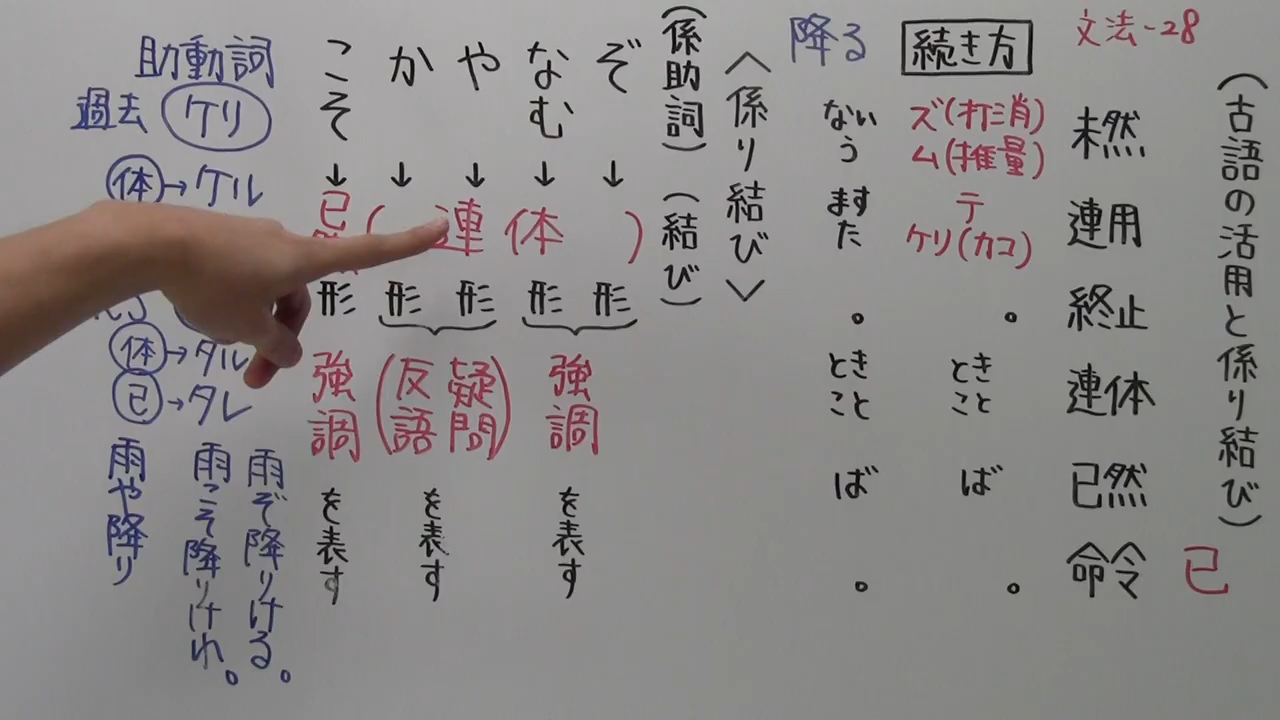 文法-28
(古語の活用と係り結び)
未然
連用
終止
連体
已然
命令
已
続き方
ズ(打消)
ム(推量)
テ
ケリ(カコ)
。
とき
こと
ば
。
降る
ない
う
ます
た
。
とき
こと
ば
。
〈係り結び〉
(係助詞)(結び)
ぞ
なむ
や
か
こそ
↓
↓
↓
↓
↓
(連体)
形
形
形
形
已
形
強調
を表す
疑問
(反語)
を表す
強調
を表す
助動詞
過去 ケリ
体→ケル
体→タル
已→タレ
雨ぞ降りける。
雨こそ降りけれ。
雨や降り